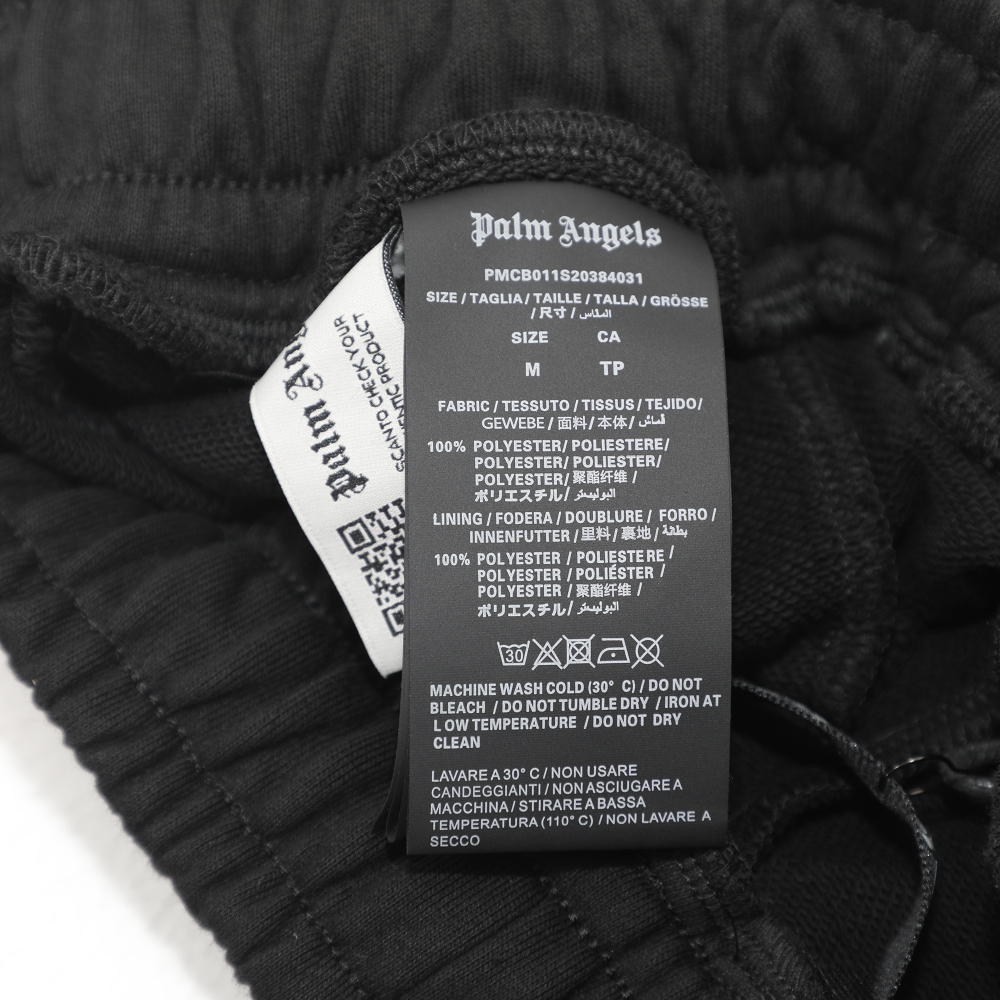 Palm Angels
PMCB011S20384031
SIZE / TAGLIA / TAILLE / TALLA / GRÖSSE
/ 尺寸 / المقاس
SIZE CA
M TP
FABRIC / TESSUTO / TISSUS / TEJIDO/
GEWEBE / 面料 / 本体 / قماش
100% POLYESTER/ POLIESTERE/
POLYESTER/ POLIESTER/
POLYESTER/ 聚酯纤维 /
ポリエステル/ البوليستر
LINING / FODERA / DOUBLURE / FORRO /
INNENFUTTER / 里料 / 裏地 / بطانة
100% POLYESTER / POLIESTERE /
POLYESTER / POLIÉSTER /
POLYESTER / 聚酯纤维 /
ポリエステル/ البوليستر
30
MACHINE WASH COLD (30° C) / DO NOT
BLEACH / DO NOT TUMBLE DRY / IRON AT
LOW TEMPERATURE / DO NOT DRY
CLEAN
LAVARE A 30° C / NON USARE
CANDEGGIANTI / NON ASCIUGARE A
MACCHINA / STIRARE A BASSA
TEMPERATURA (110° C) / NON LAVARE A
SECCO
Palm Ang
SCAN TO CHECK YOUR
PRODUCT